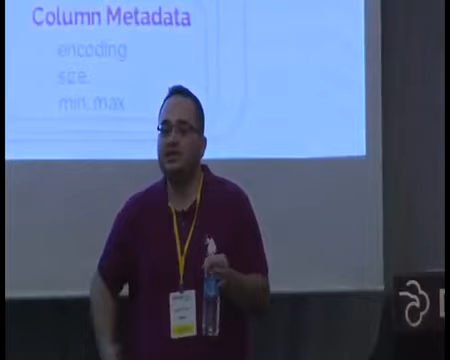 Column Metadata
encoding
size
min, max